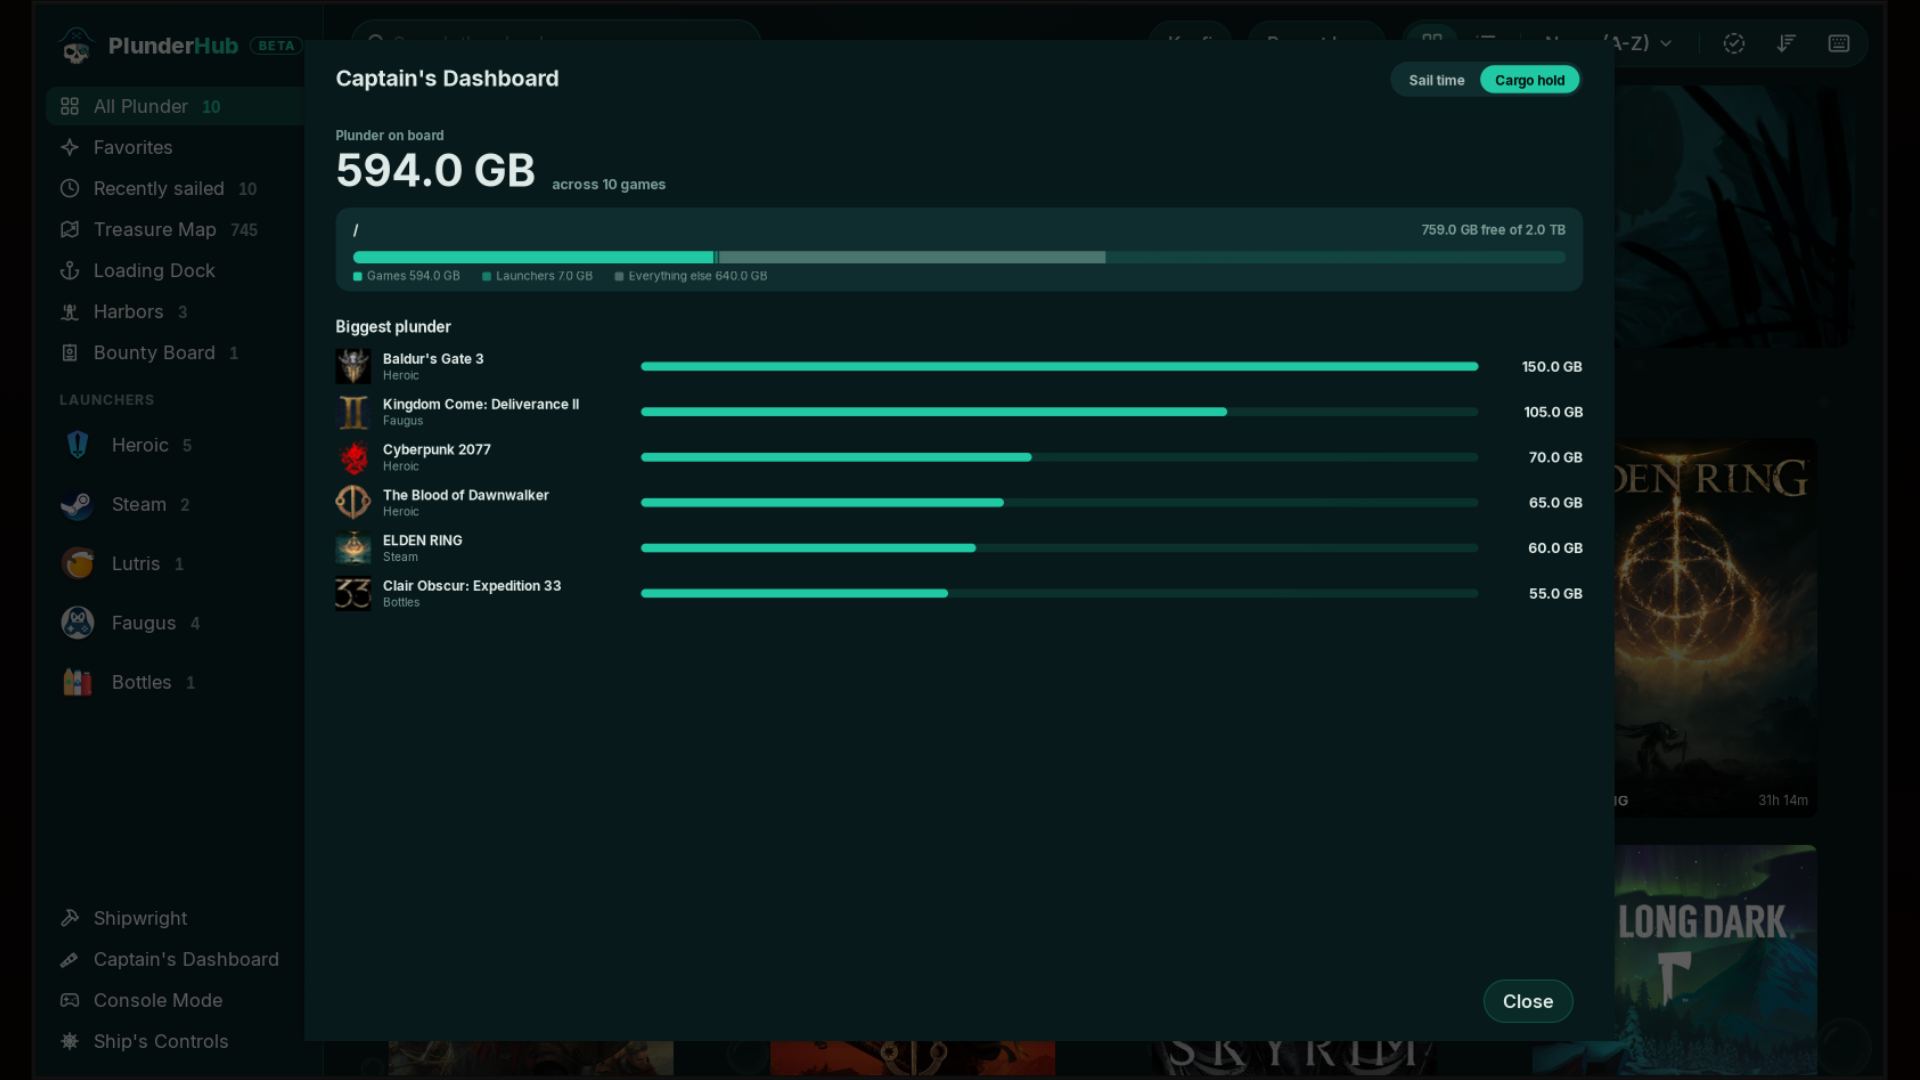 PlunderHub BETA
All Plunder 10
Favorites
Recently sailed 10
Treasure Map 745
Loading Dock
Harbors 3
Bounty Board 1
LAUNCHERS
Heroic 5
Steam 2
Lutris 1
Faugus 4
Bottles 1
Shipwright
Captain's Dashboard
Console Mode
Ship's Controls
Captain's Dashboard
Sail time
Cargo hold
Plunder on board
594.0 GB across 10 games
/
759.0 GB free of 2.0 TB
Games 594.0 GB
Launchers 7.0 GB
Everything else 640.0 GB
Biggest plunder
Baldur's Gate 3
Heroic
150.0 GB
Kingdom Come: Deliverance II
Faugus
105.0 GB
Cyberpunk 2077
Heroic
70.0 GB
The Blood of Dawnwalker
Heroic
65.0 GB
ELDEN RING
Steam
60.0 GB
33
Clair Obscur: Expedition 33
Bottles
55.0 GB
Close
(A-Z)
DEN RING
NG
31h 14m
LONG DARK
SKYRIM